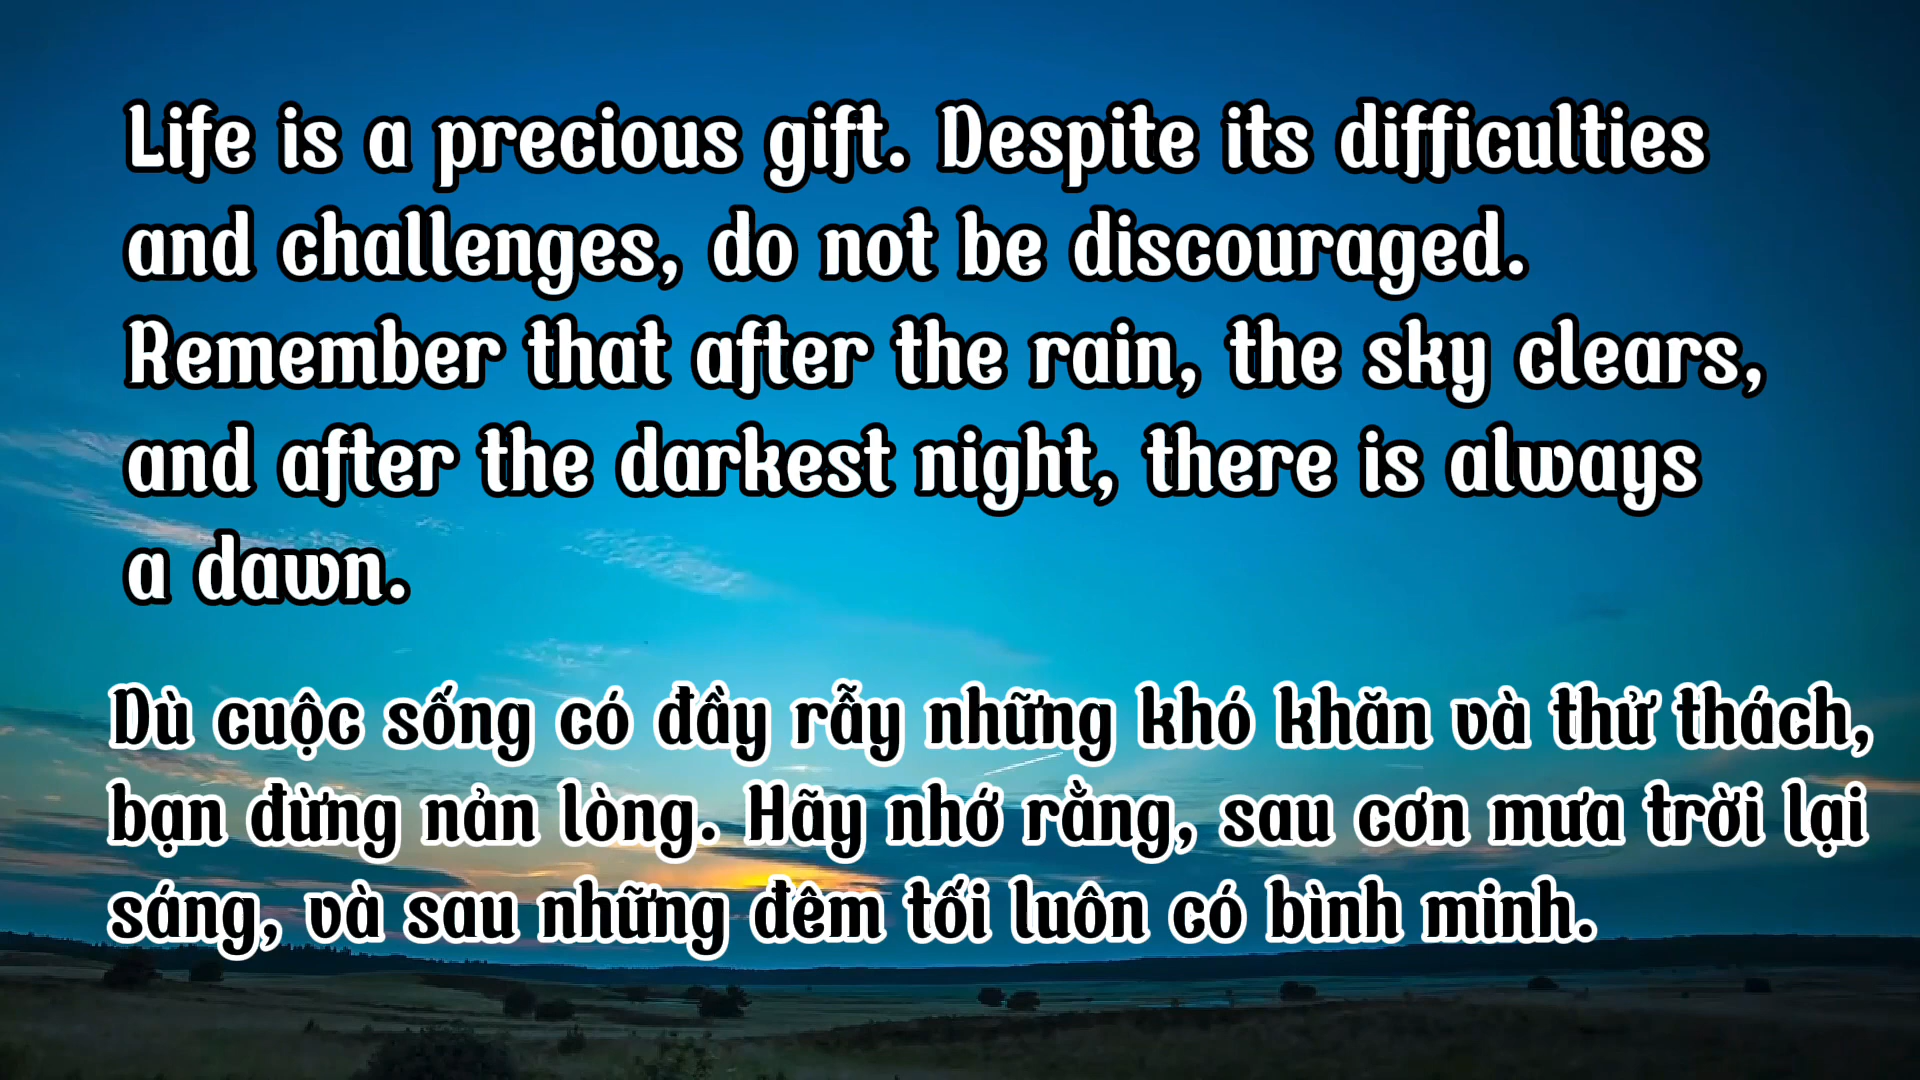 Life is a precious gift. Despite its difficulties
and challenges, do not be discouraged.
Remember that after the rain, the sky clears,
and after the darkest night, there is always
a dawn.
Dù cuộc sống có đầy rẫy những khó khăn và thử thách,
bạn đừng nản lòng. Hãy nhớ rằng, sau cơn mưa trời lại
sáng, và sau những đêm tối luôn có bình minh.